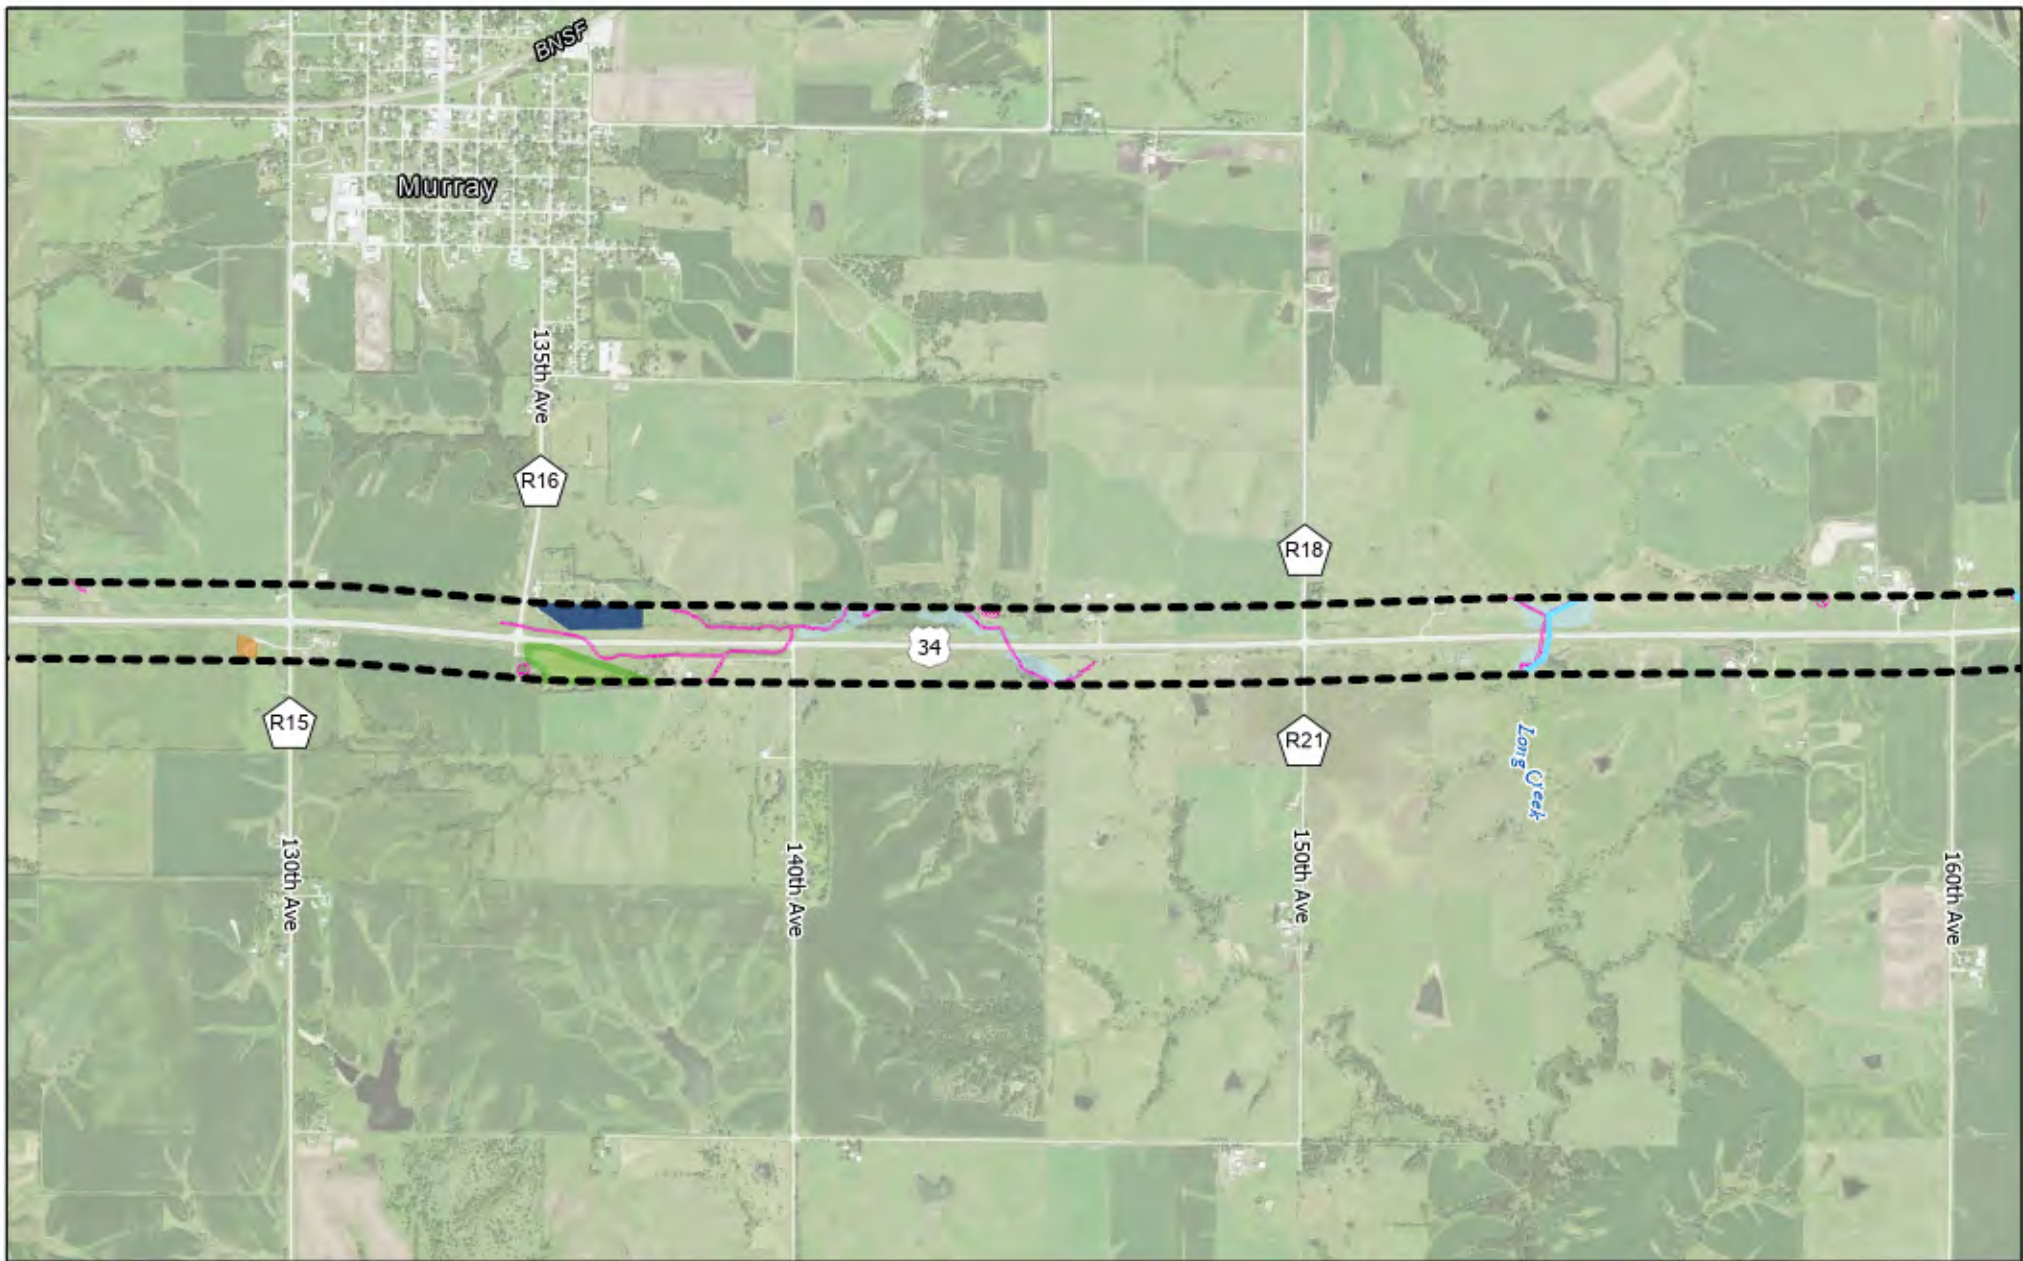 BNSF
Murray
135th Ave
R16
R18
34
R15
R21
Long Creek
130th Ave
140th Ave
150th Ave
160th Ave